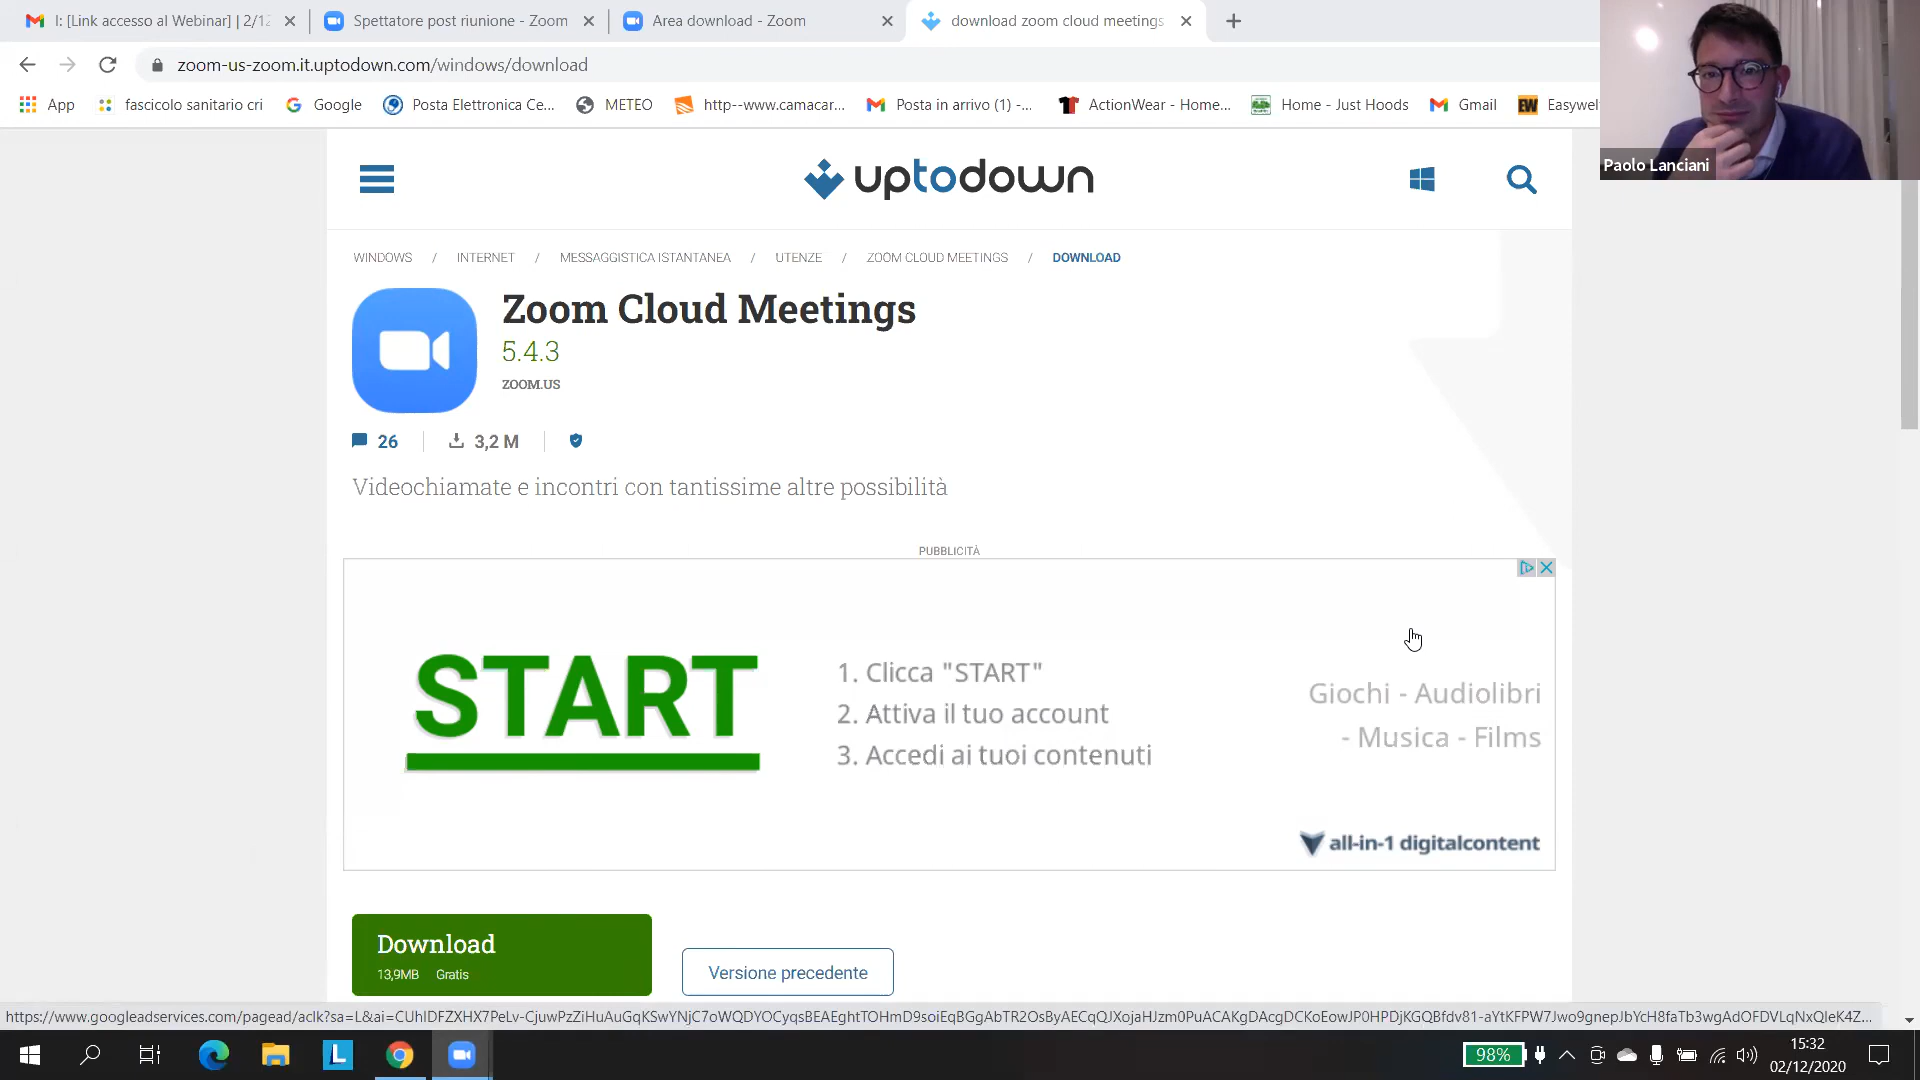 I: [Link accesso al Webinar] | 2/12
Spettatore post riunione - Zoom
Area download - Zoom
download zoom cloud meetings
zoom-us-zoom.it.uptodown.com/windows/download
App
fascicolo sanitario cri
Google
Posta Elettronica Ce...
METEO
http--www.camacar...
Posta in arrivo (1) -...
ActionWear - Home...
Home - Just Hoods
Gmail
EW
Easywel
Paolo Lanciani
uptodown
WINDOWS / INTERNET / MESSAGGISTICA ISTANTANEA / UTENZE / ZOOM CLOUD MEETINGS / DOWNLOAD
Zoom Cloud Meetings
5.4.3
ZOOM.US
26
3,2 M
Videochiamate e incontri con tantissime altre possibilità
PUBBLICITÀ
START
1. Clicca "START"
2. Attiva il tuo account
3. Accedi ai tuoi contenuti
Giochi - Audiolibri
- Musica - Films
all-in-1 digitalcontent
Download
13,9MB Gratis
Versione precedente
L
98%
15:32
02/12/2020